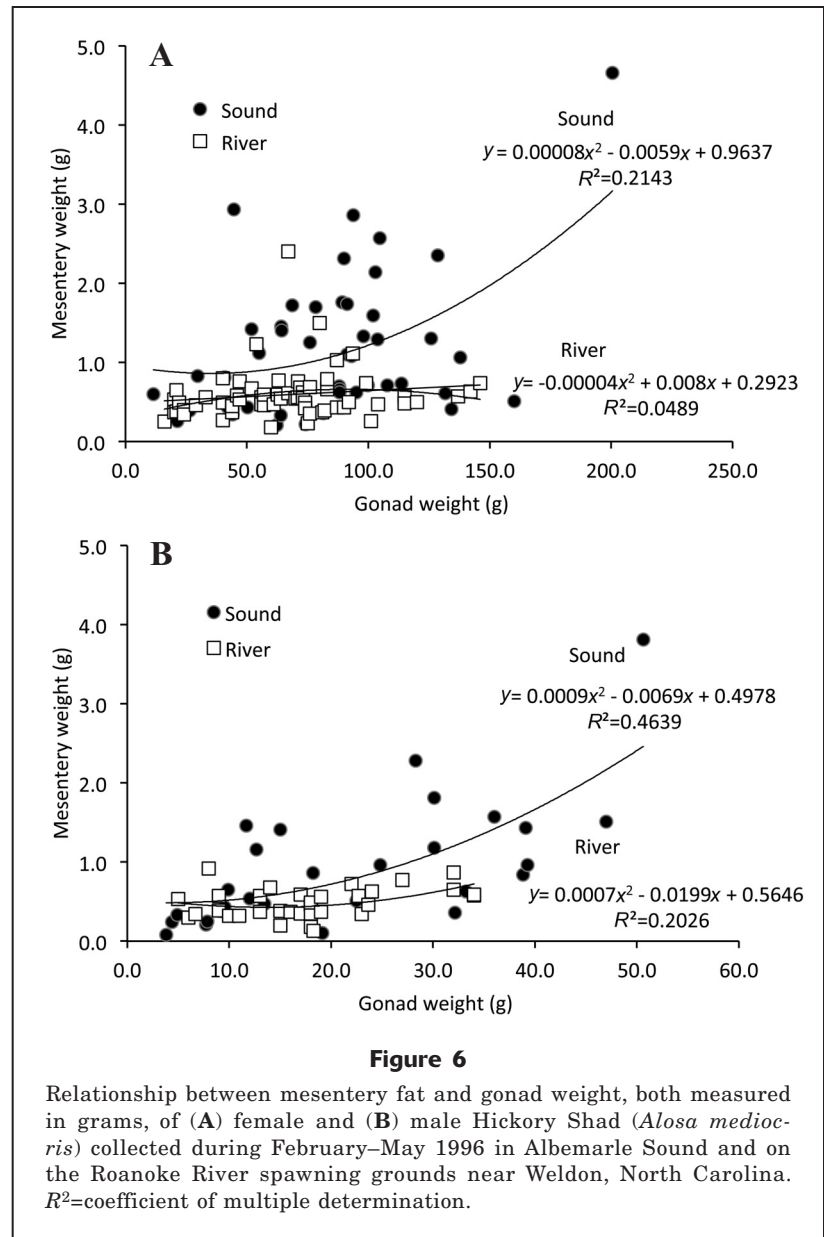 A
5.0
4.0
3.0
2.0
1.0
0.0
Mesentery weight (g)
Sound
River
Sound
y = 0.00008x² - 0.0059x + 0.9637
R²=0.2143
River
y= -0.00004x² + 0.008x + 0.2923
R²=0.0489
0.0 50.0 100.0 150.0 200.0 250.0
Gonad weight (g)
B
5.0
4.0
3.0
2.0
1.0
0.0
Mesentery weight (g)
Sound
River
Sound
y= 0.0009x² - 0.0069x + 0.4978
R²=0.4639
River
y= 0.0007x² - 0.0199x + 0.5646
R²=0.2026
0.0 10.0 20.0 30.0 40.0 50.0 60.0
Gonad weight (g)
Figure 6
Relationship between mesentery fat and gonad weight, both measured
in grams, of (A) female and (B) male Hickory Shad (Alosa medioc-
ris) collected during February–May 1996 in Albemarle Sound and on
the Roanoke River spawning grounds near Weldon, North Carolina.
R²=coefficient of multiple determination.